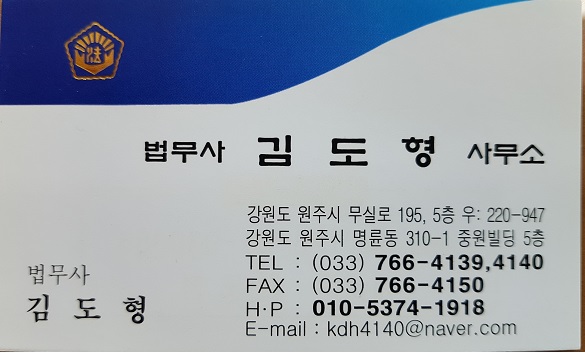 法
법무사 김 도 형 사무소
강원도 원주시 무실로 195, 5층 우: 220-947
강원도 원주시 명륜동 310-1 중원빌딩 5층
TEL : (033) 766-4139,4140
FAX : (033) 766-4150
H·P : 010-5374-1918
E-mail : kdh4140@naver.com
법무사
김 도 형